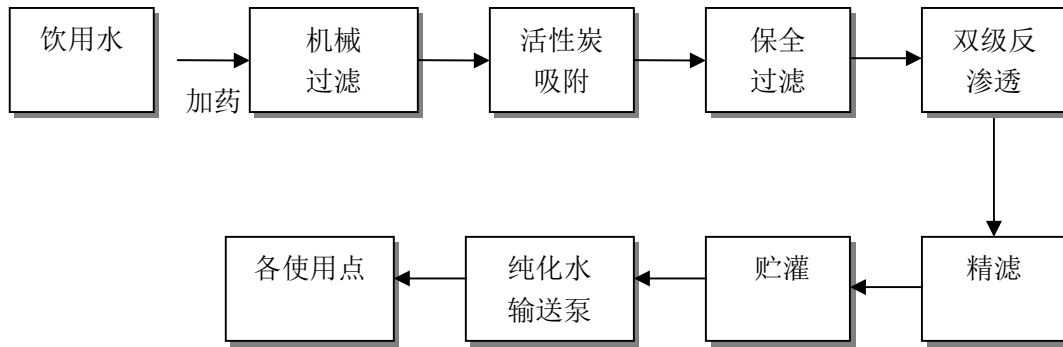 饮用水
加药
机械
过滤
活性炭
吸附
保全
过滤
双级反
渗透
精滤
贮灌
纯化水
输送泵
各使用点